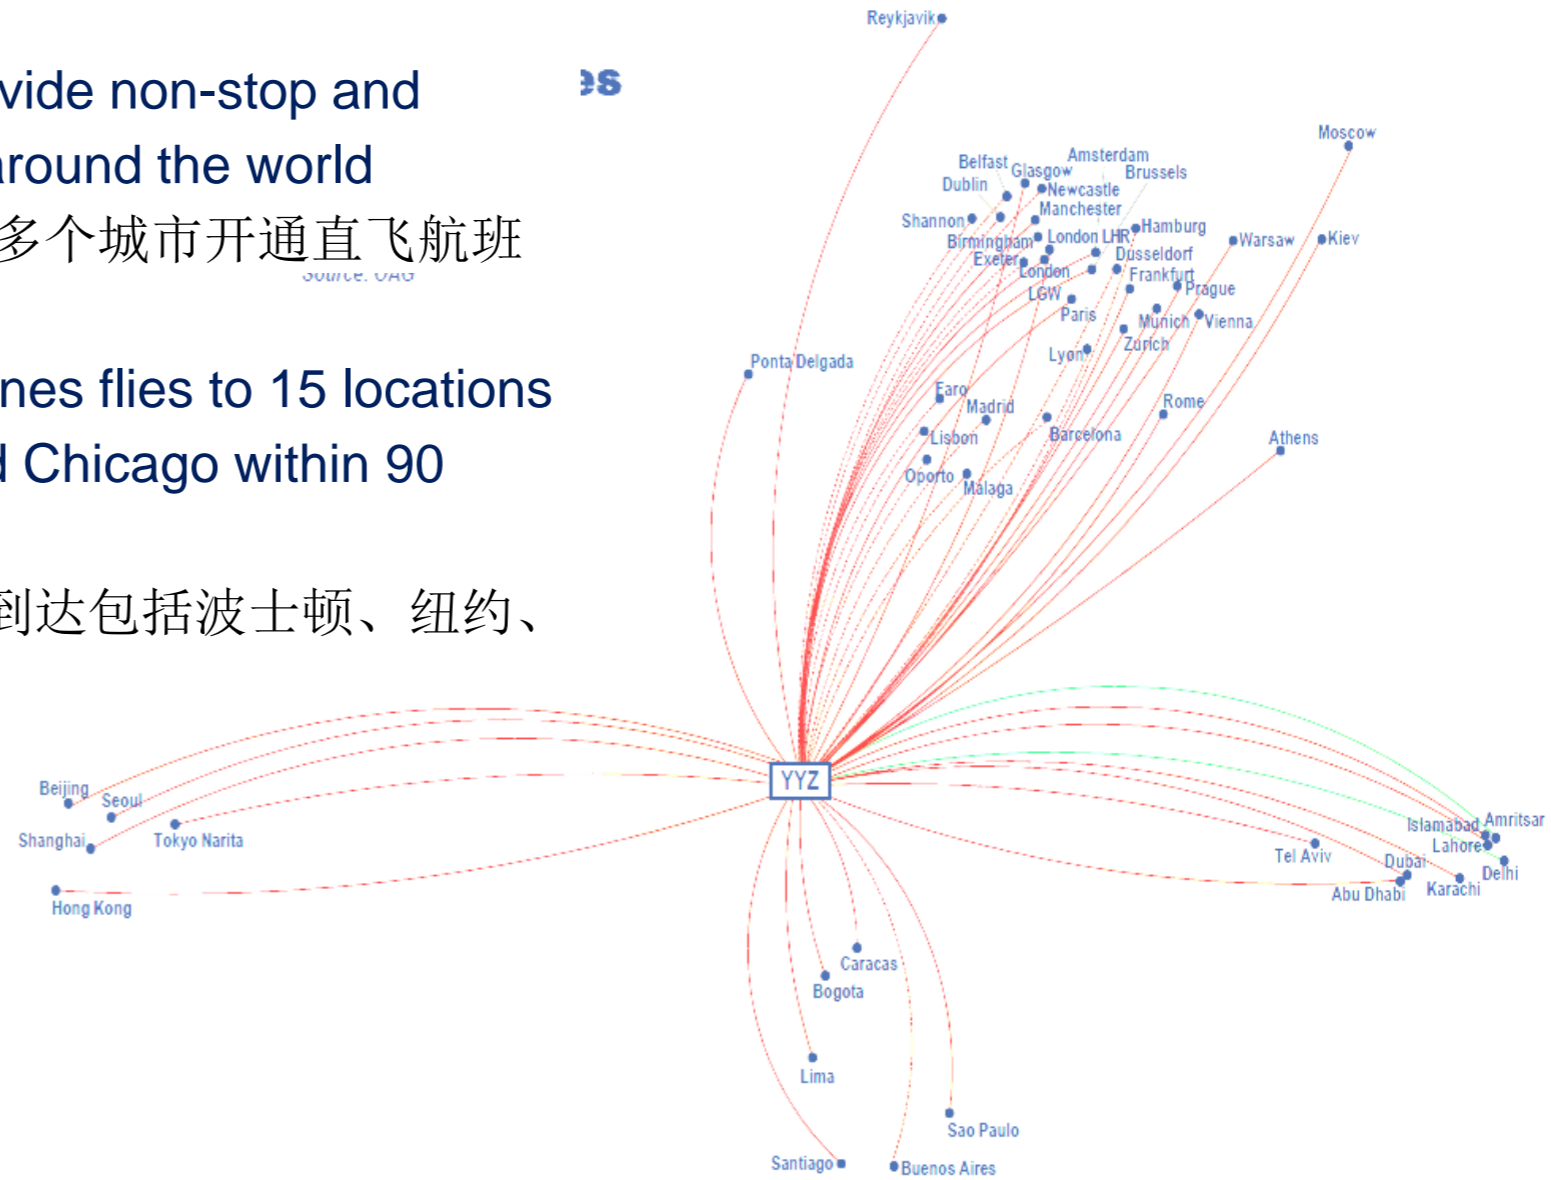 Reykjavik
vide non-stop and
es
around the world
多个城市开通直飞航班
Source: OAG
nes flies to 15 locations
d Chicago within 90
到达包括波士顿、纽约、
Moscow
Amsterdam
Belfast
Glasgow
Brussels
Dublin
Newcastle
Manchester
Shannon
Hamburg
Birmingham
London LHR
Warsaw
Kiev
Exeter
Dusseldorf
London
LGW
Frankfurt
Prague
Paris
Munich
Vienna
Zurich
Lyon
Ponta Delgada
Faro
Madrid
Rome
Lisbon
Barcelona
Athens
Oporto
Malaga
YYZ
Beijing
Seoul
Shanghai
Tokyo Narita
Hong Kong
Islamabad
Amritsar
Lahore
Tel Aviv
Dubai
Delhi
Abu Dhabi
Karachi
Caracas
Bogota
Lima
Sao Paulo
Santiago
Buenos Aires